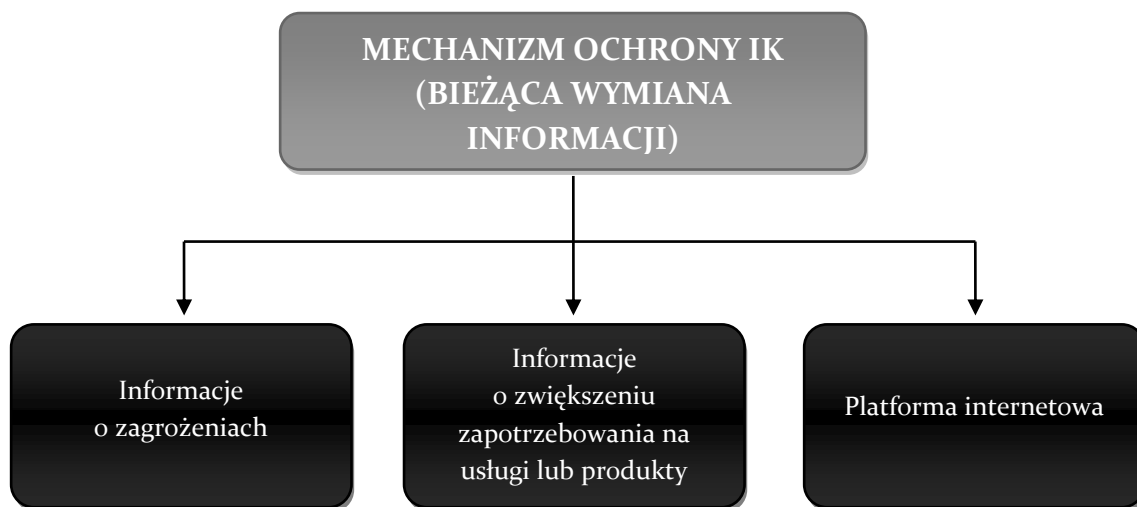 MECHANIZM OCHRONY IK
(BIEŻĄCA WYMIANA
INFORMACJI)
Informacje
o zagrożeniach
Informacje
o zwiększeniu
zapotrzebowania na
usługi lub produkty
Platforma internetowa